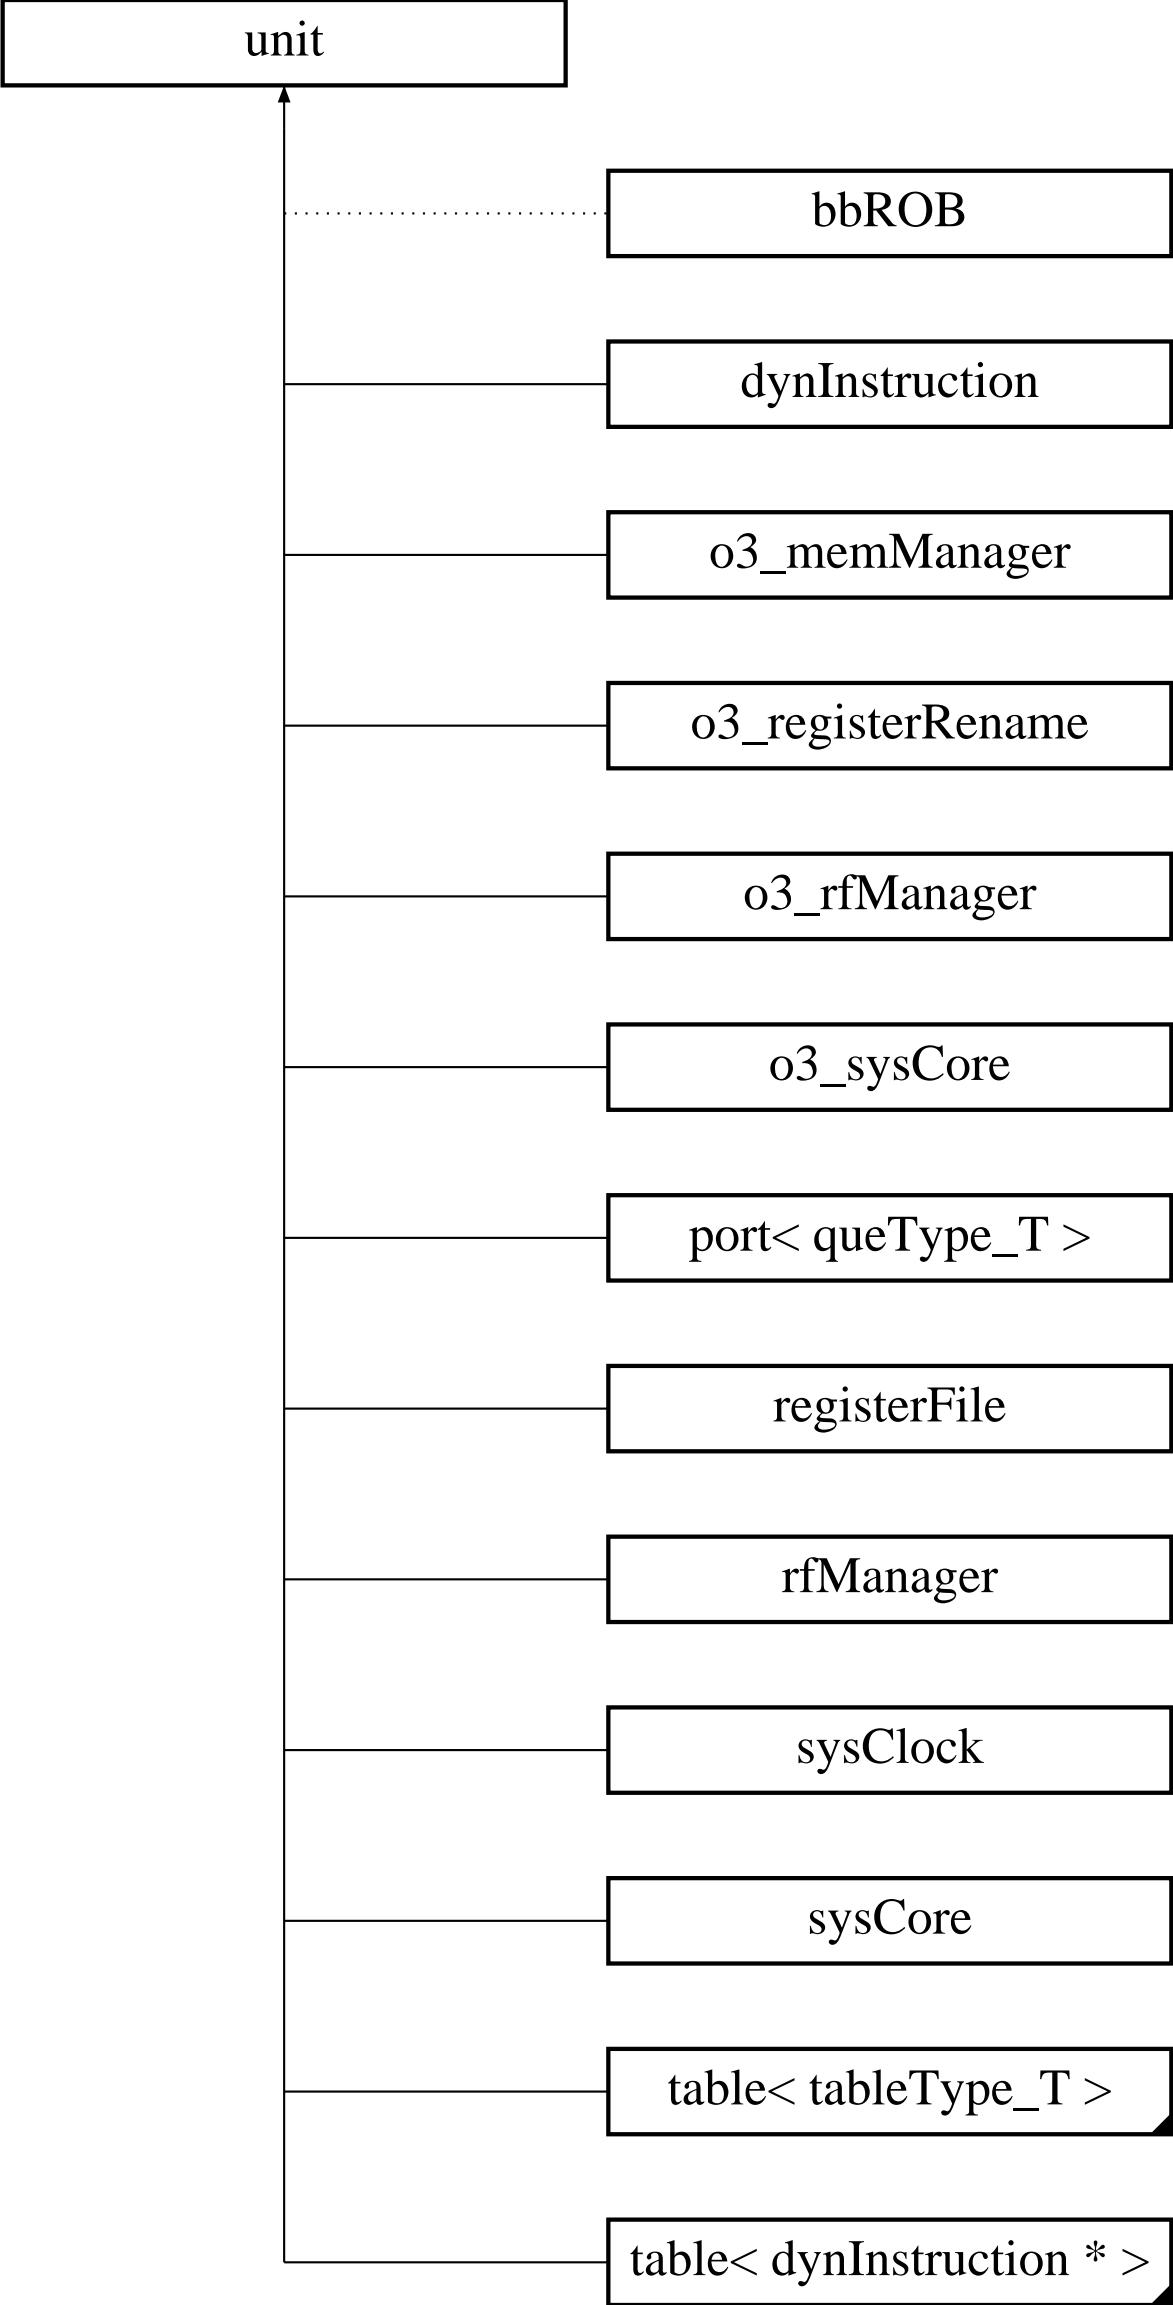 unit
bbROB
dynInstruction
o3_memManager
o3_registerRename
o3_rfManager
o3_sysCore
port< queType_T >
registerFile
rfManager
sysClock
sysCore
table< tableType_T >
table< dynInstruction * >